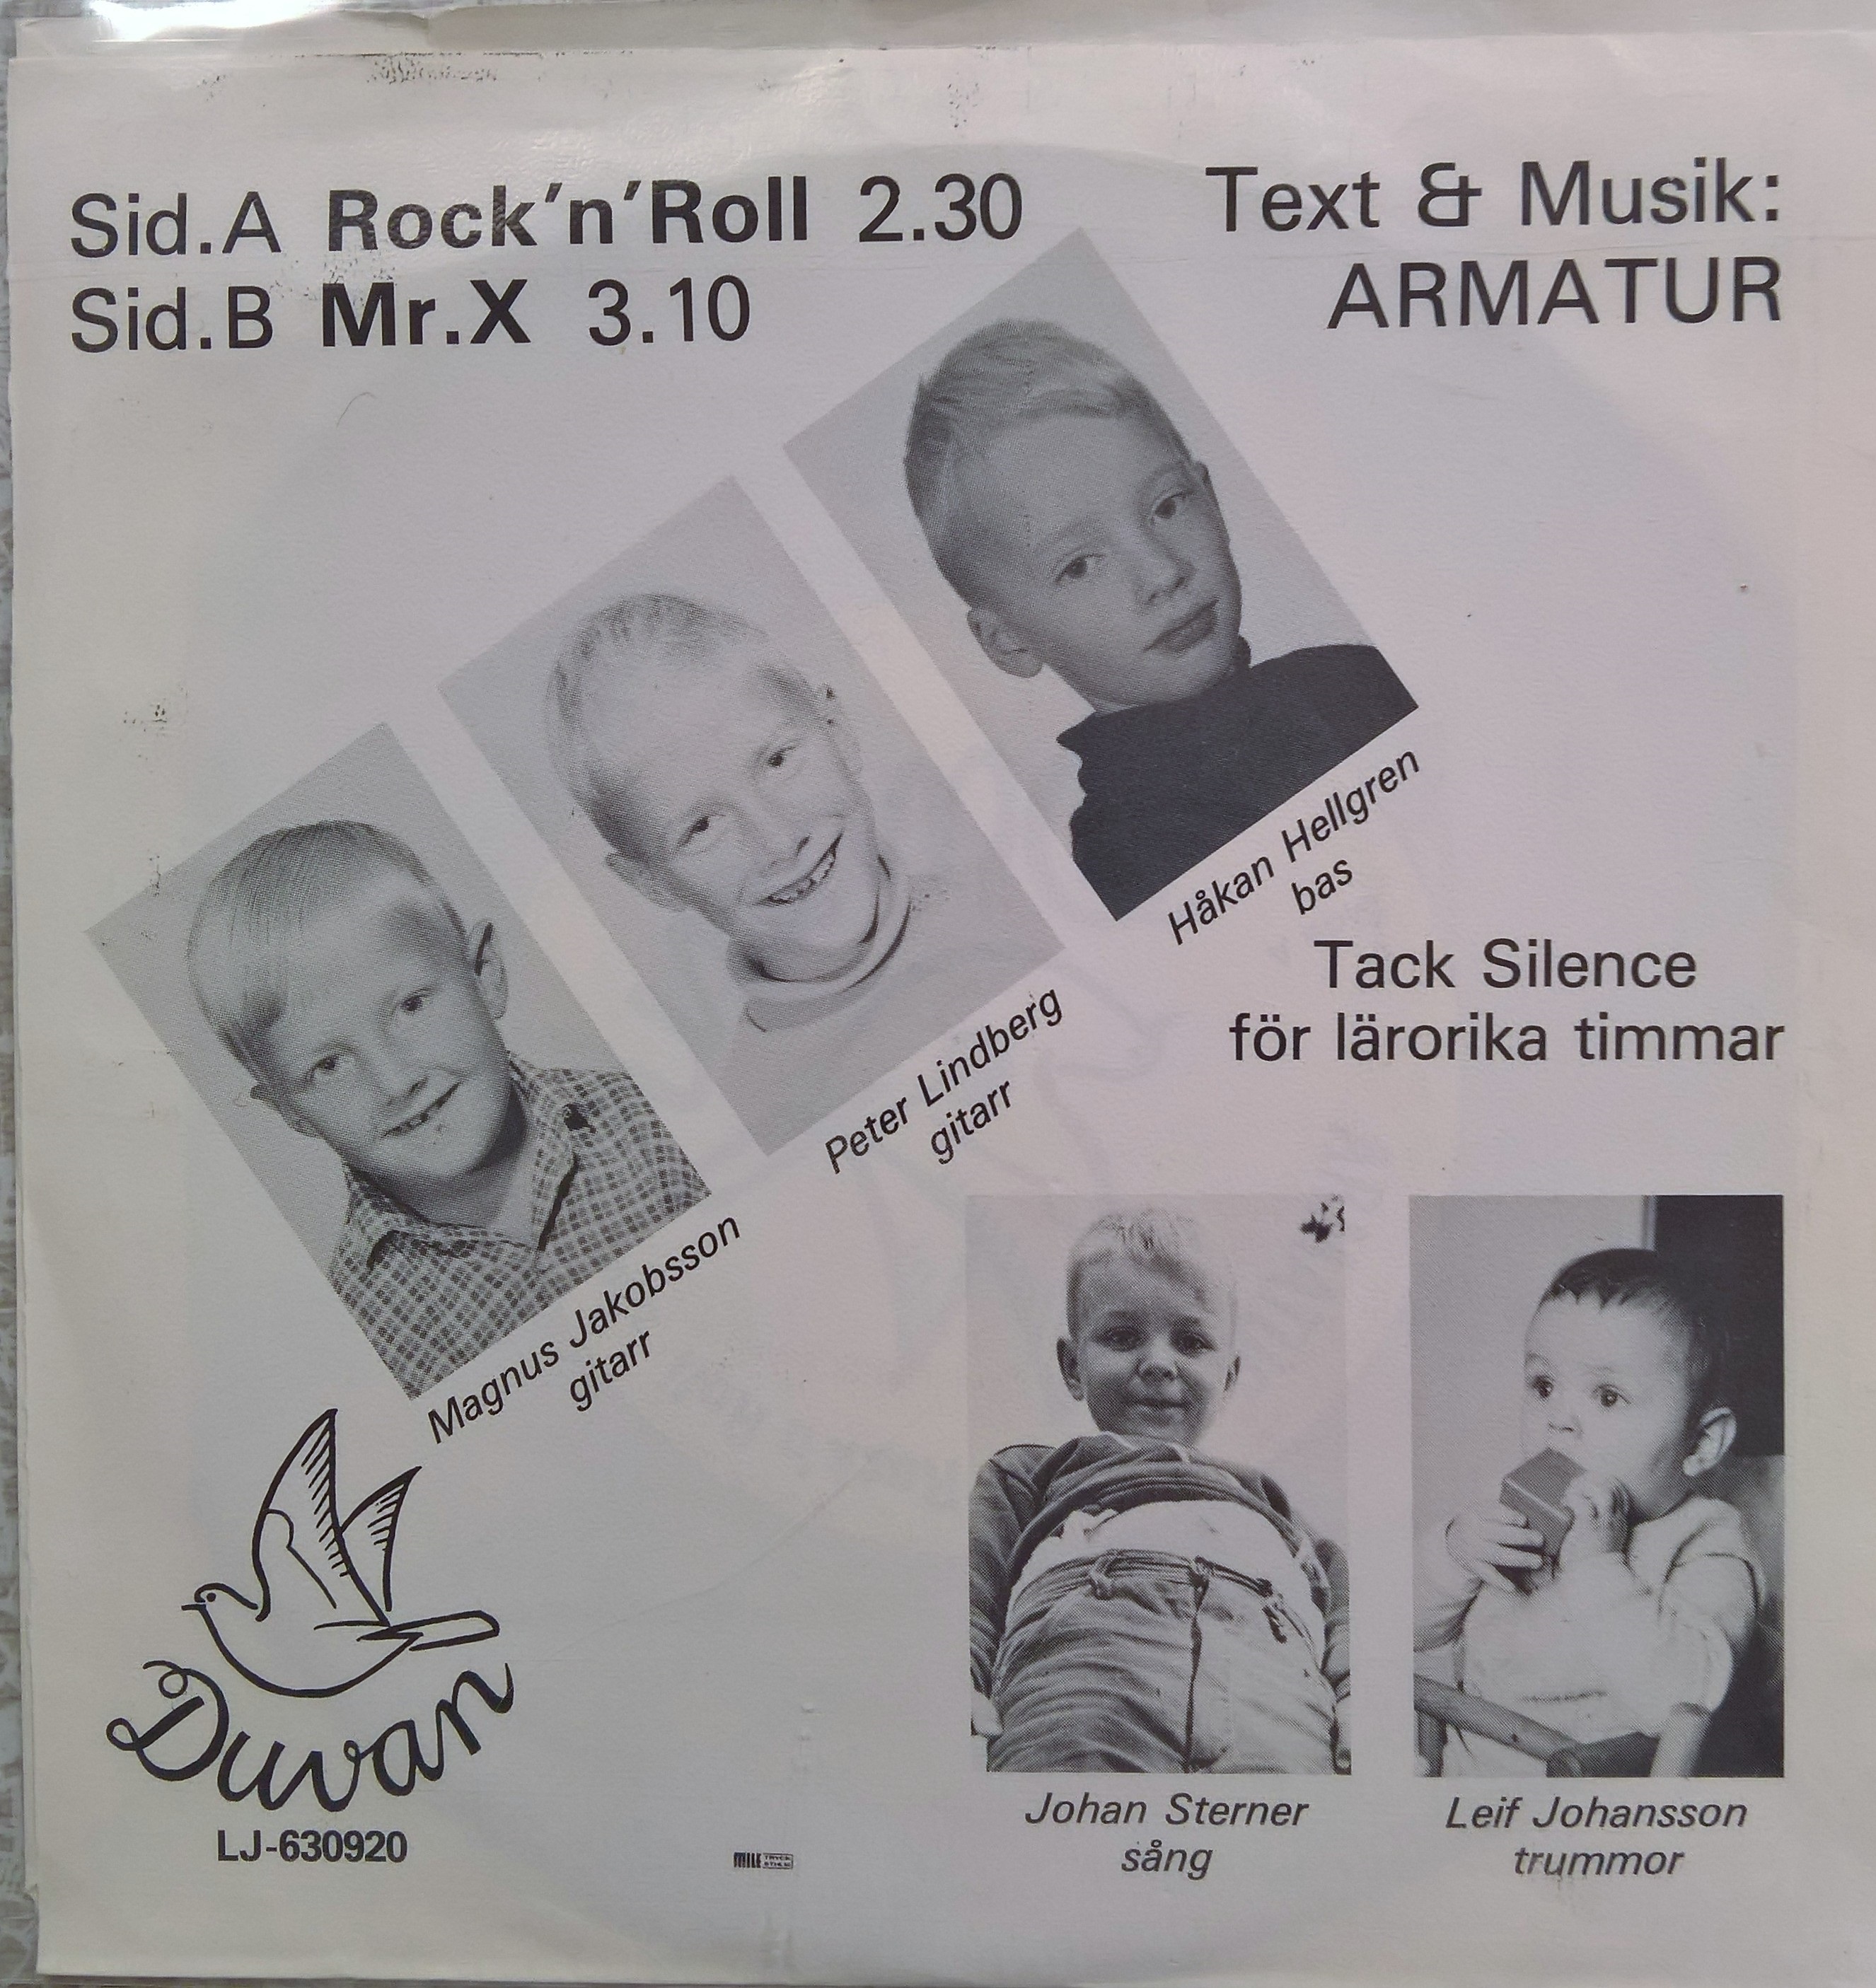 Sid.A Rock'n'Roll 2.30
Sid.B Mr.X 3.10
Text & Musik:
ARMATUR
Håkan Hellgren
bas
Peter Lindberg
gitarr
Magnus Jakobsson
gitarr
Tack Silence
för lärorika timmar
Duvan
LJ-630920
Johan Sterner
sång
Leif Johansson
trummor
MILE